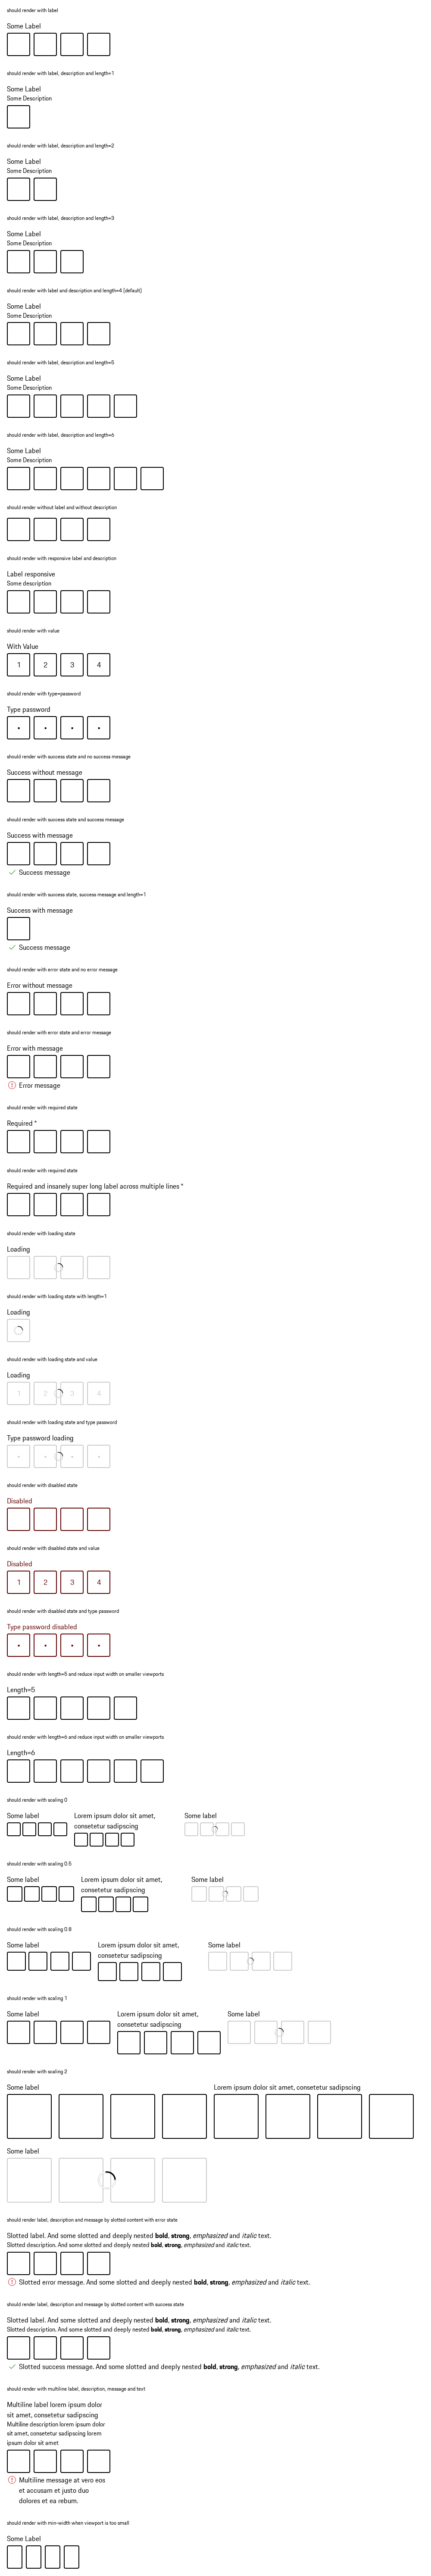 should render with label
Some Label
should render with label, description and length=1
Some Label
Some Description
should render with label, description and length=2
Some Label
Some Description
should render with label, description and length=3
Some Label
Some Description
should render with label and description and length=4 (default)
Some Label
Some Description
should render with label, description and length=5
Some Label
Some Description
should render with label, description and length=6
Some Label
Some Description
should render without label and without description
should render with responsive label and description
Label responsive
Some description
should render with value
With Value
1 2 3 4
should render with type=password
Type password
• • • •
should render with success state and no success message
Success without message
should render with success state and success message
Success with message
Success message
should render with success state, success message and length=1
Success with message
Success message
should render with error state and no error message
Error without message
should render with error state and error message
Error with message
Error message
should render with required state
Required *
should render with required state
Required and insanely super long label across multiple lines *
should render with loading state
Loading
should render with loading state with length=1
Loading
should render with loading state and value
Loading
1 2 3 4
should render with loading state and type password
Type password loading
• • • •
should render with disabled state
Disabled
should render with disabled state and value
Disabled
1 2 3 4
should render with disabled state and type password
Type password disabled
• • • •
should render with length=5 and reduce input width on smaller viewports
Length=5
should render with length=6 and reduce input width on smaller viewports
Length=6
should render with scaling 0
Some label
Lorem ipsum dolor sit amet,
consetetur sadipscing
Some label
should render with scaling 0.5
Some label
Lorem ipsum dolor sit amet,
consetetur sadipscing
Some label
should render with scaling 0.8
Some label
Lorem ipsum dolor sit amet,
consetetur sadipscing
Some label
should render with scaling 1
Some label
Lorem ipsum dolor sit amet,
consetetur sadipscing
Some label
should render with scaling 2
Some label
Lorem ipsum dolor sit amet, consetetur sadipscing
Some label
should render label, description and message by slotted content with error state
Slotted label. And some slotted and deeply nested bold, strong, emphasized and italic text.
Slotted description. And some slotted and deeply nested bold, strong, emphasized and italic text.
Slotted error message. And some slotted and deeply nested bold, strong, emphasized and italic text.
should render label, description and message by slotted content with success state
Slotted label. And some slotted and deeply nested bold, strong, emphasized and italic text.
Slotted description. And some slotted and deeply nested bold, strong, emphasized and italic text.
Slotted success message. And some slotted and deeply nested bold, strong, emphasized and italic text.
should render with multiline label, description, message and text
Multiline label lorem ipsum dolor
sit amet, consetetur sadipscing
Multiline description lorem ipsum dolor
sit amet, consetetur sadipscing lorem
ipsum dolor sit amet
Multiline message at vero eos
et accusam et justo duo
dolores et ea rebum.
should render with min-width when viewport is too small
Some Label